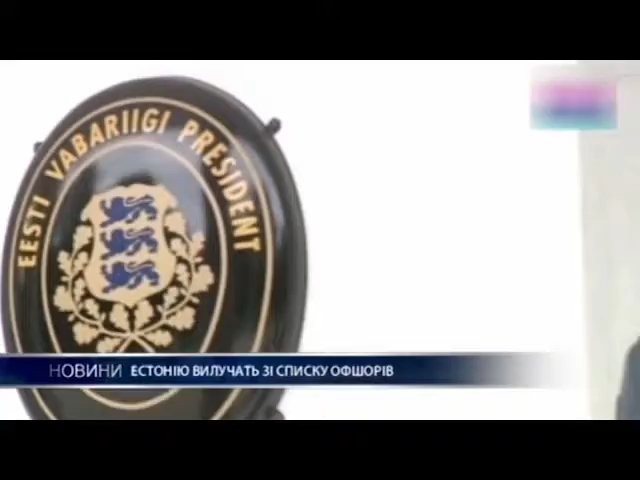 EESTI VABARIIGI PRESIDENT
НОВИНИ ЕСТОНІЮ ВИЛУЧАТЬ ЗІ СПИСКУ ОФШОРІВ